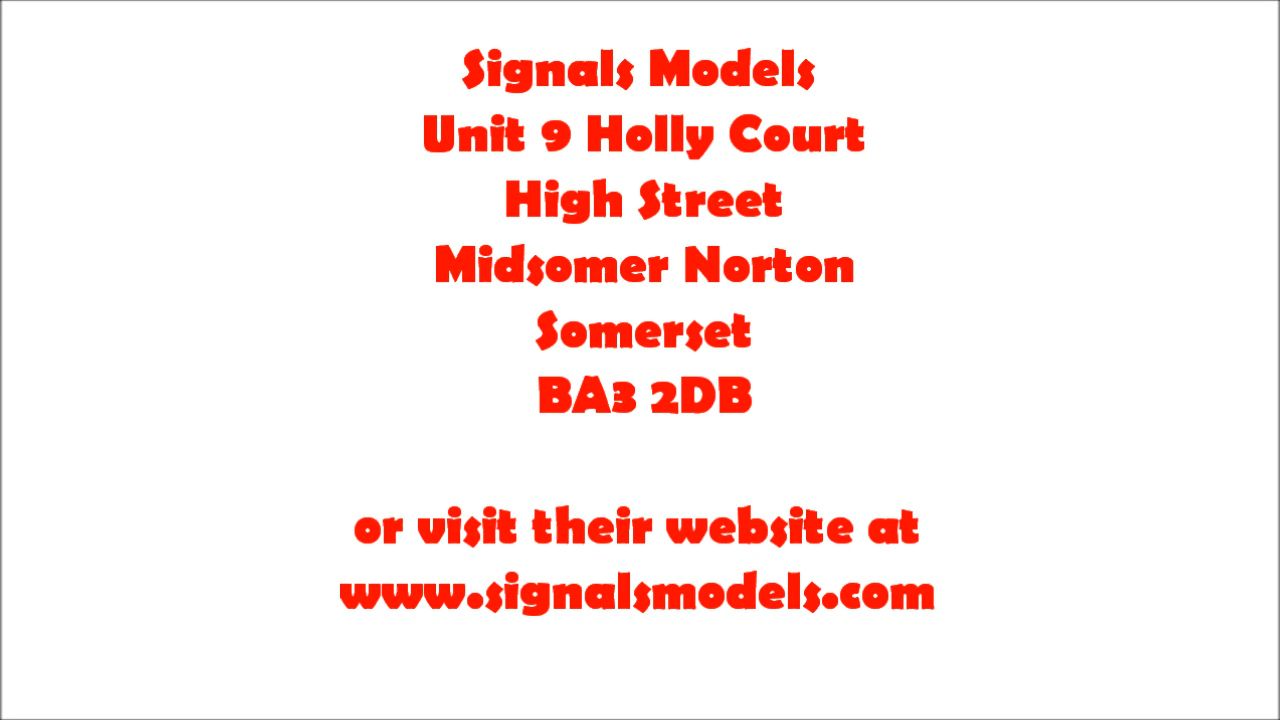 Signals Models
Unit 9 Holly Court
High Street
Midsomer Norton
Somerset
BA3 2DB
or visit their website at
www.signalsmodels.com